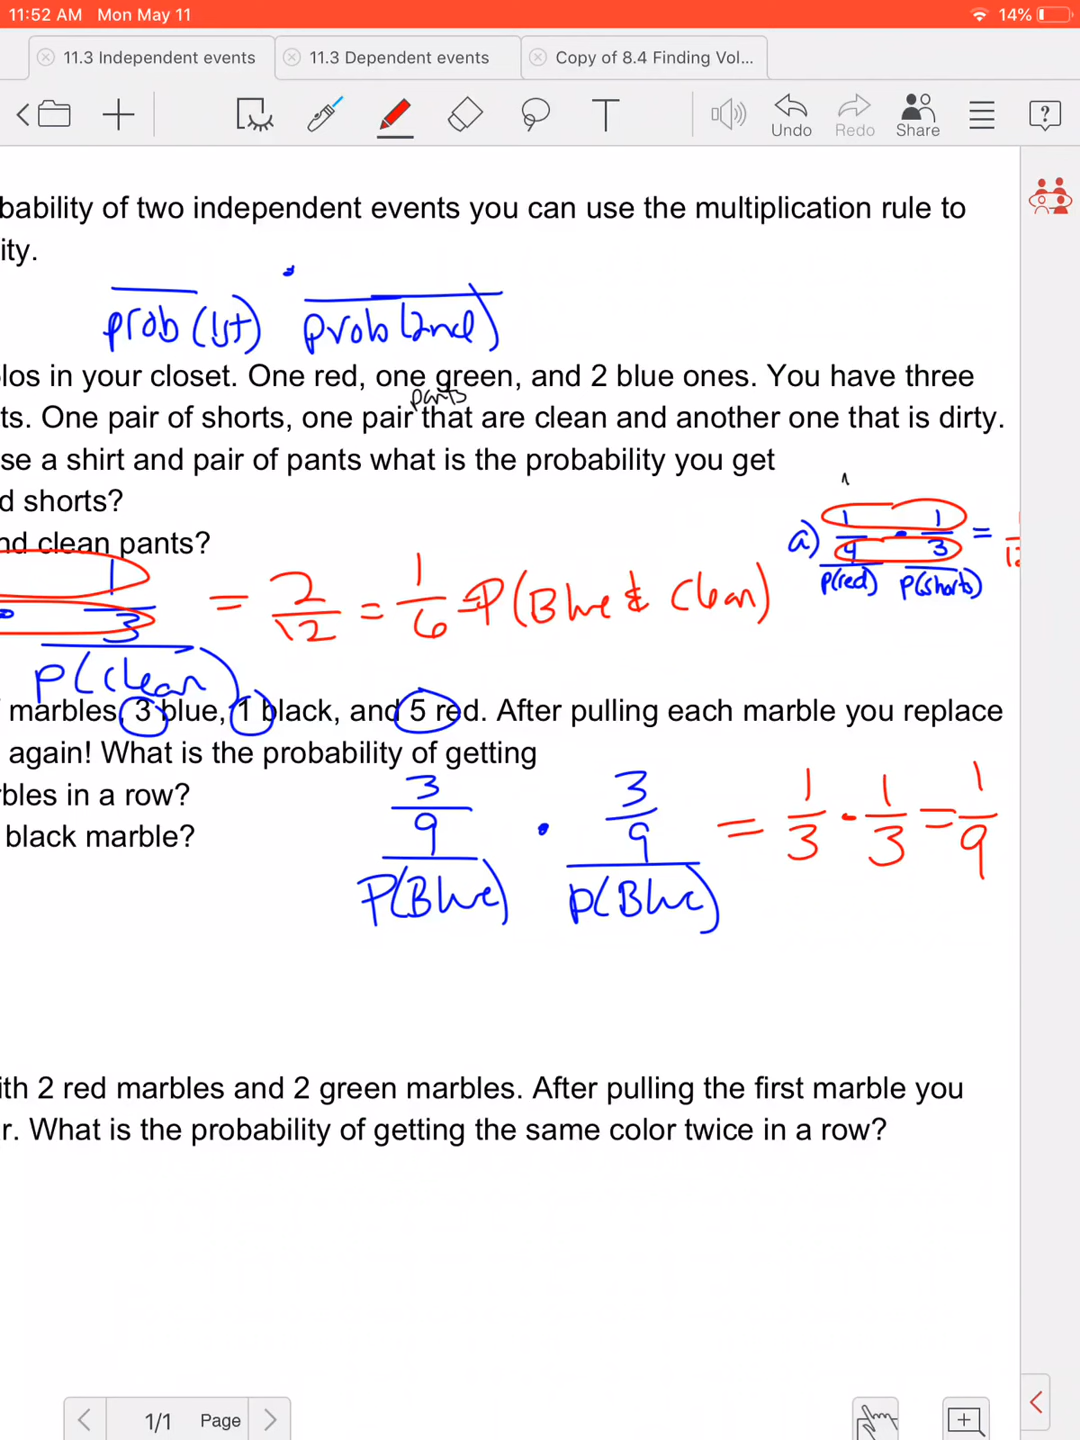 11:52 AM Mon May 11 14%
11.3 Independent events 11.3 Dependent events Copy of 8.4 Finding Vol...
Undo Redo Share
bability of two independent events you can use the multiplication rule to
ity.
prob (1st) · prob (2nd)
los in your closet. One red, one green, and 2 blue ones. You have three
pants
ts. One pair of shorts, one pair that are clean and another one that is dirty.
se a shirt and pair of pants what is the probability you get
d shorts?
nd clean pants?
a) 1/4 · 1/3 = 1/12
P(red) P(shorts)
· 1/3 = 2/12 = 1/6 = P(Blue & Clean)
P(clean)
marbles, 3 blue, 1 black, and 5 red. After pulling each marble you replace
again! What is the probability of getting
bles in a row?
black marble?
3/9 · 3/9 = 1/3 · 1/3 = 1/9
P(Blue) P(Blue)
ith 2 red marbles and 2 green marbles. After pulling the first marble you
r. What is the probability of getting the same color twice in a row?
1/1 Page